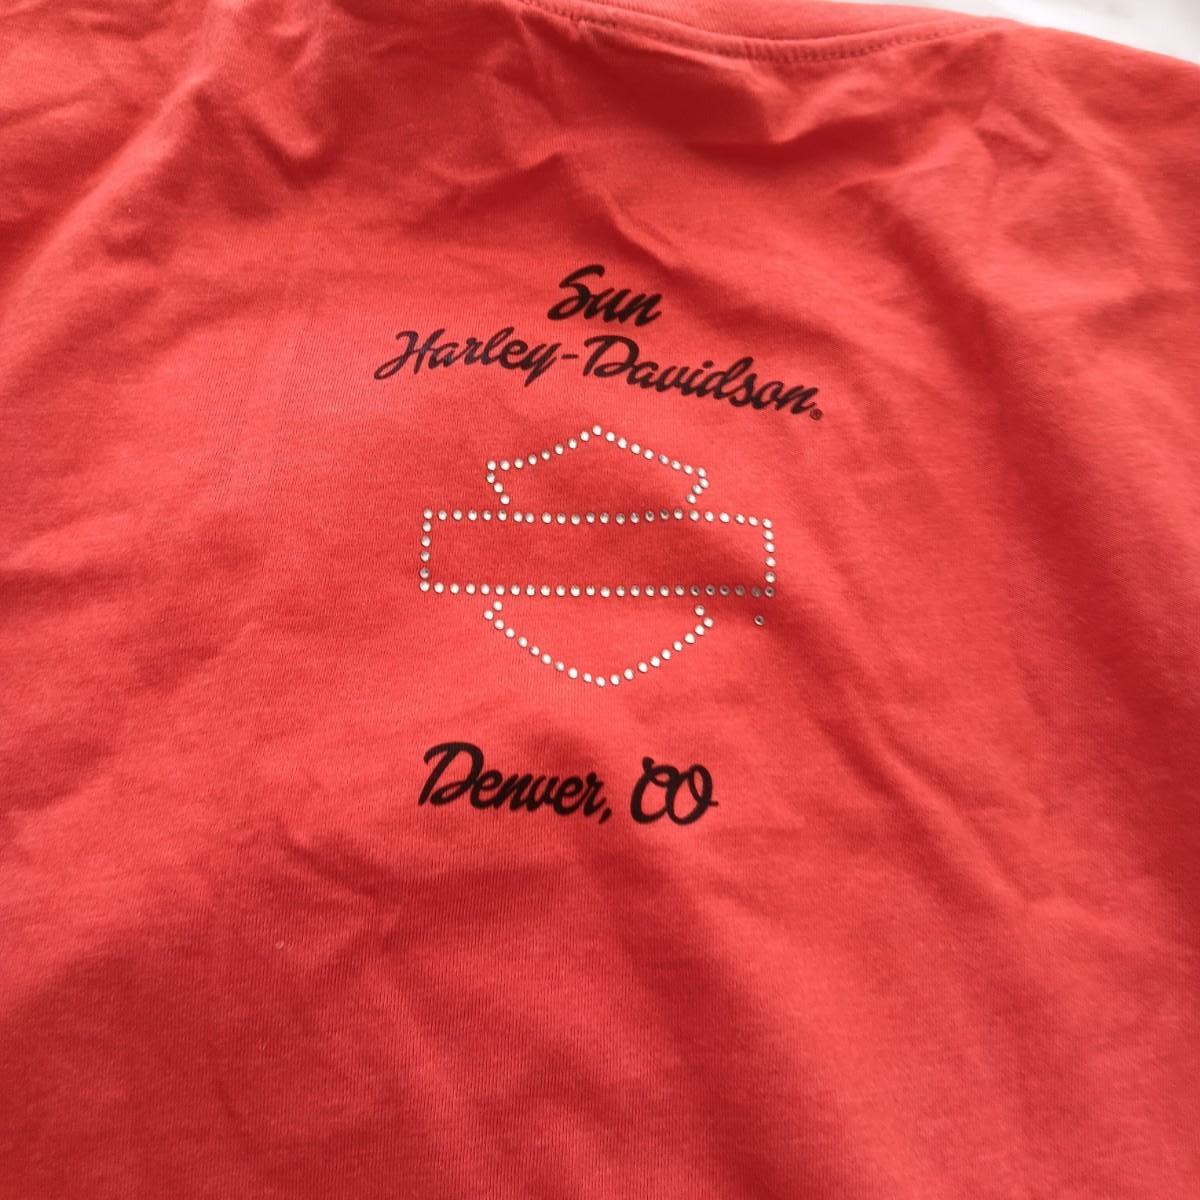 Sun
Harley-Davidson®
Denver, CO